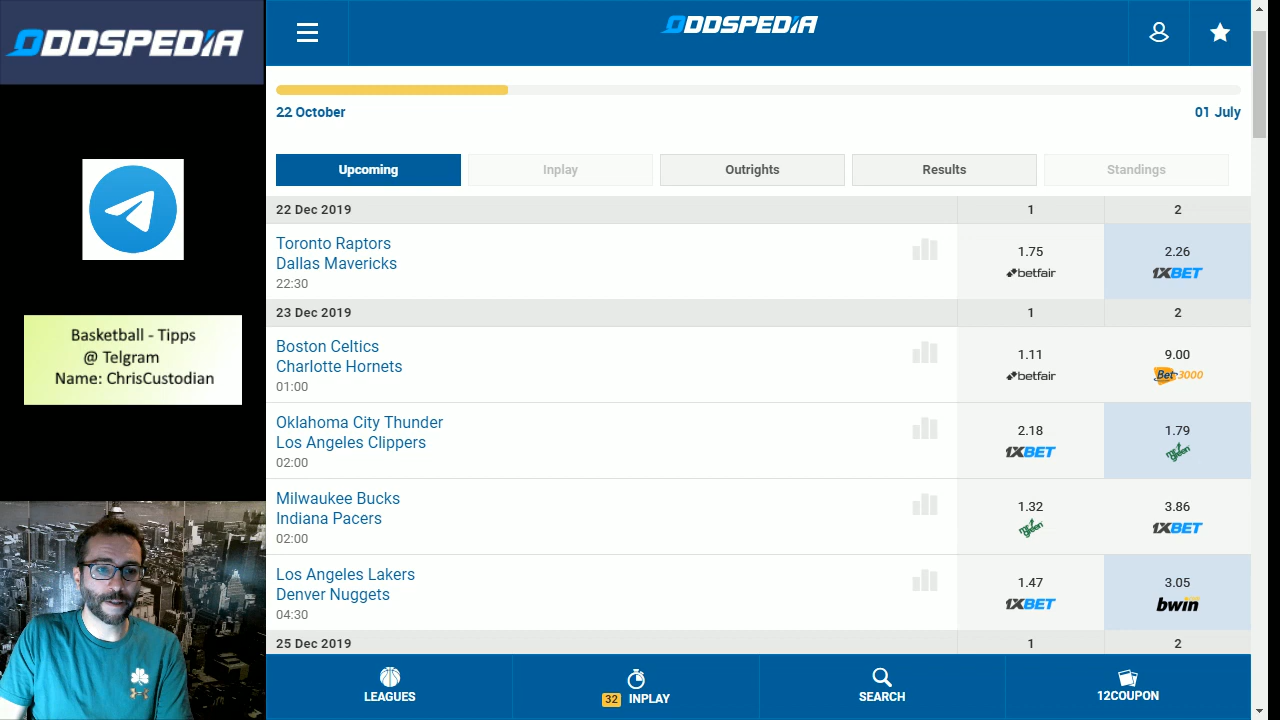 ODDSPEDIA
Basketball - Tipps
@ Telgram
Name: ChrisCustodian
ODDSPEDIA
22 October
01 July
Upcoming
Inplay
Outrights
Results
Standings
22 Dec 2019 1 2
Toronto Raptors
Dallas Mavericks
22:30
1.75
betfair
2.26
1XBET
23 Dec 2019 1 2
Boston Celtics
Charlotte Hornets
01:00
1.11
betfair
9.00
Bet3000
Oklahoma City Thunder
Los Angeles Clippers
02:00
2.18
1XBET
1.79
mr green
Milwaukee Bucks
Indiana Pacers
02:00
1.32
mr green
3.86
1XBET
Los Angeles Lakers
Denver Nuggets
04:30
1.47
1XBET
3.05
bwin
25 Dec 2019 1 2
LEAGUES
32 INPLAY
SEARCH
12COUPON